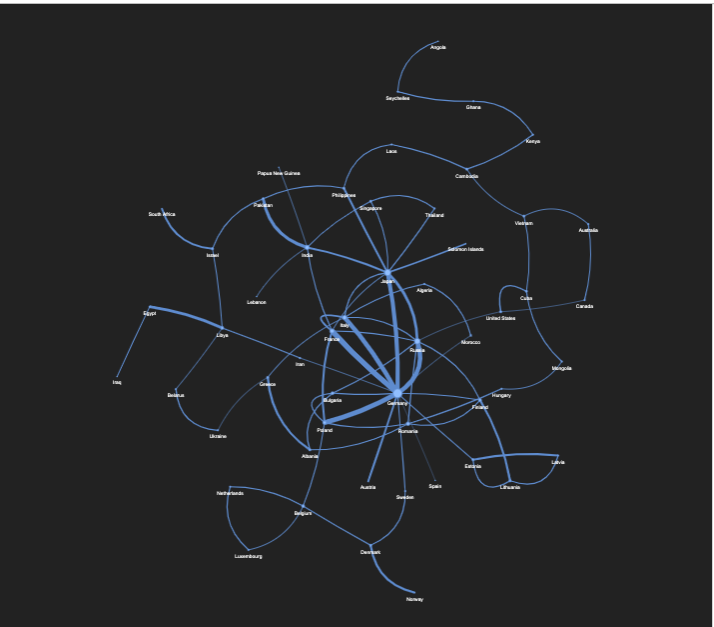 Angola
Seychelles
Ghana
Kenya
Laos
Papua New Guinea
Cambodia
Philippines
Pakistan
Singapore
Thailand
South Africa
Vietnam
Australia
Solomon Islands
Israel
India
Japan
Algeria
Lebanon
Cuba
Canada
Egypt
United States
Italy
Libya
France
Morocco
Russia
Iran
Mongolia
Iraq
Greece
Belarus
Hungary
Bulgaria
Germany
Finland
Ukraine
Poland
Romania
Albania
Estonia
Latvia
Netherlands
Austria
Spain
Lithuania
Sweden
Belgium
Luxembourg
Denmark
Norway